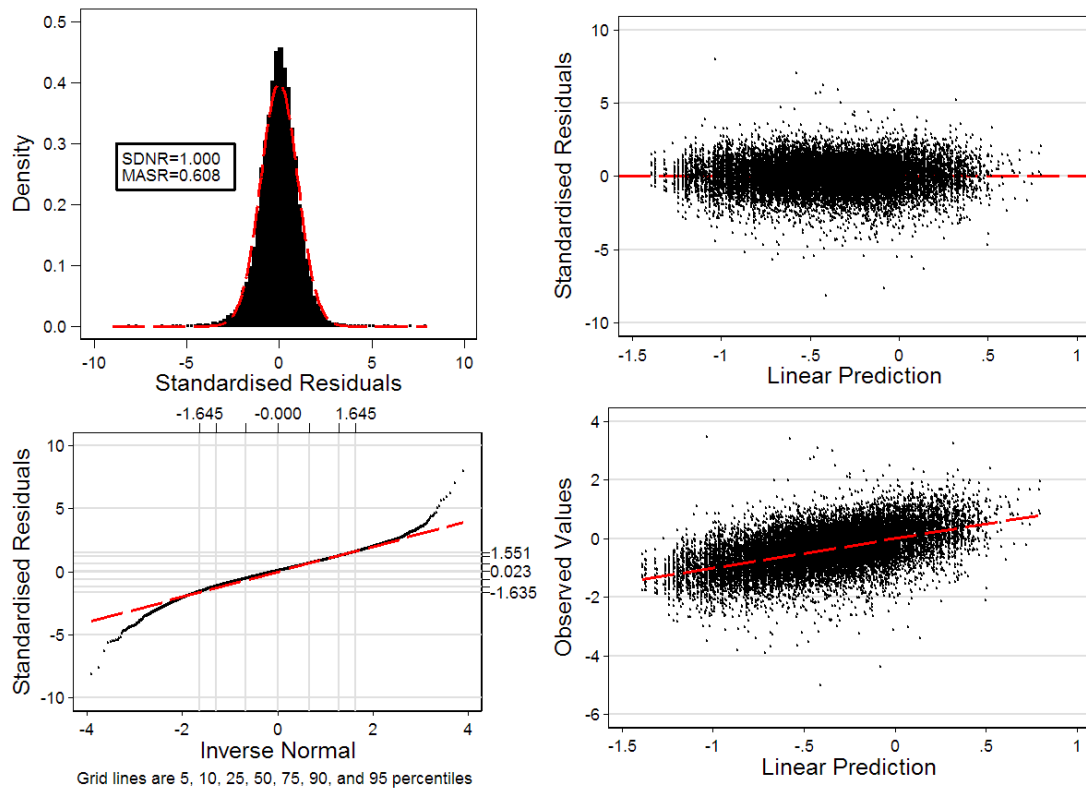 0.5
0.4
0.3
0.2
0.1
0.0
Density
SDNR=1.000
MASR=0.608
-10 -5 0 5 10
Standardised Residuals
10
5
0
-5
-10
Standardised Residuals
-1.5 -1 -.5 0 .5 1
Linear Prediction
-1.645 -0.000 1.645
10
5
0
-5
-10
Standardised Residuals
1.551
0.023
-1.635
-4 -2 0 2 4
Inverse Normal
Grid lines are 5, 10, 25, 50, 75, 90, and 95 percentiles
4
2
0
-2
-4
-6
Observed Values
-1.5 -1 -.5 0 .5 1
Linear Prediction